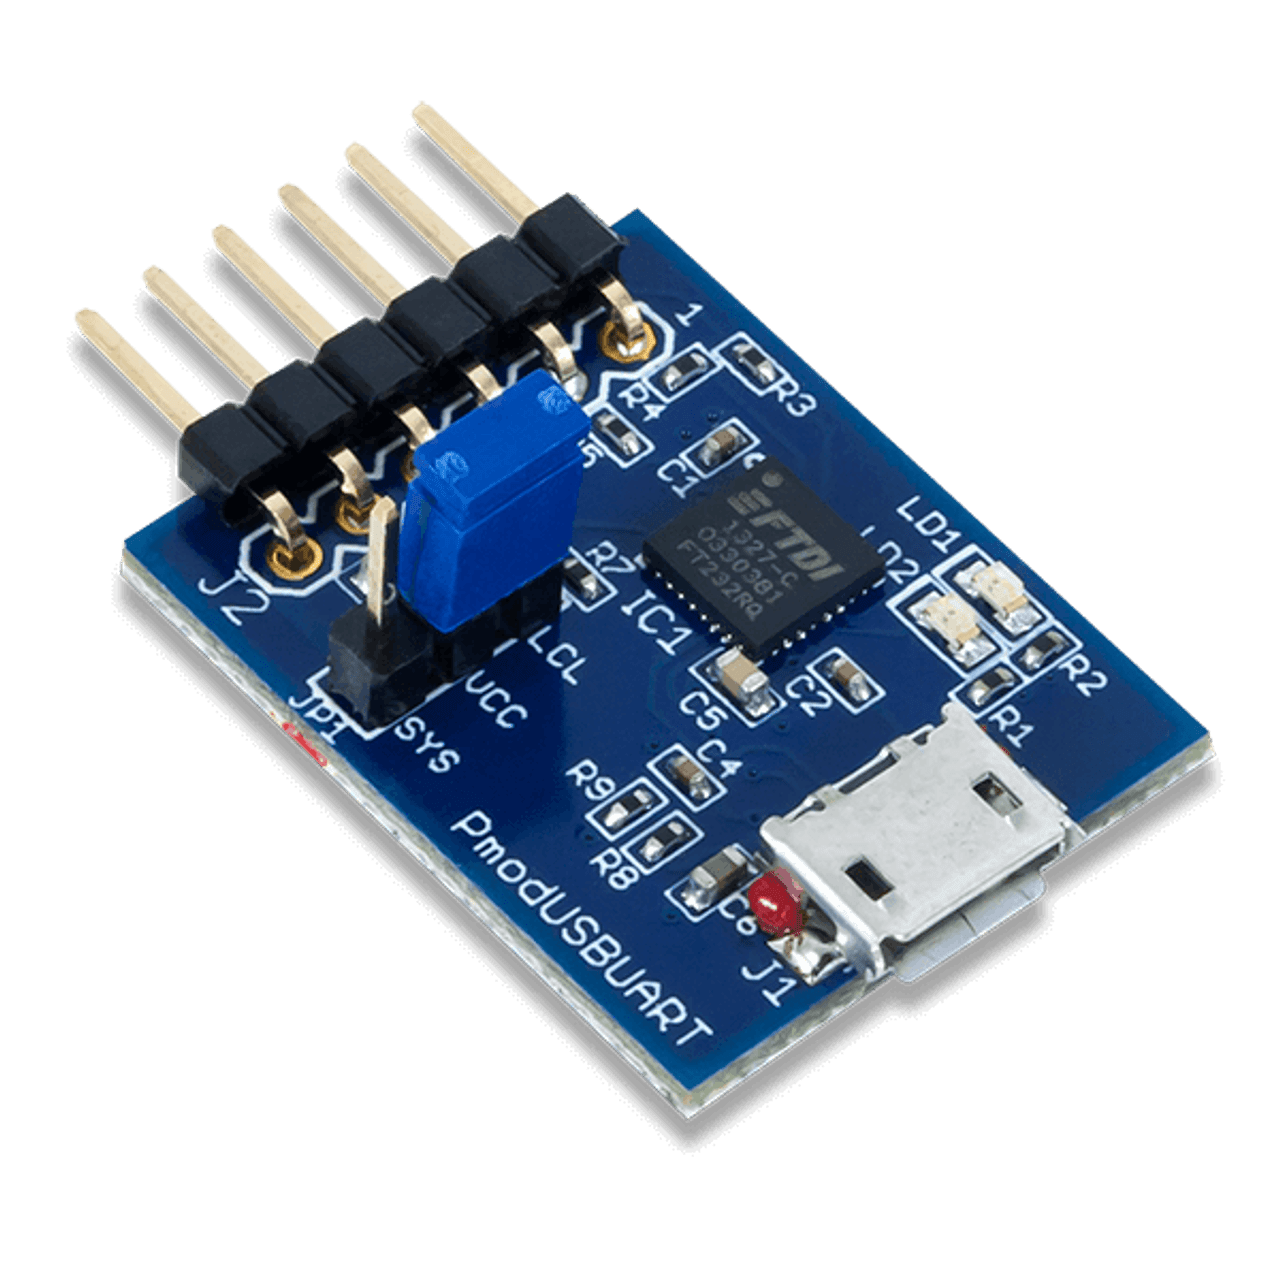 1
R3
R4
C1
LD1
LD2
FTDI
1327-C
0330381
FT232RQ
R7
IC1
J2
LCL
VCC
SYS
JP1
R2
R1
C2
C5
C4
R9
R8
C6
J1
PmodUSBUART